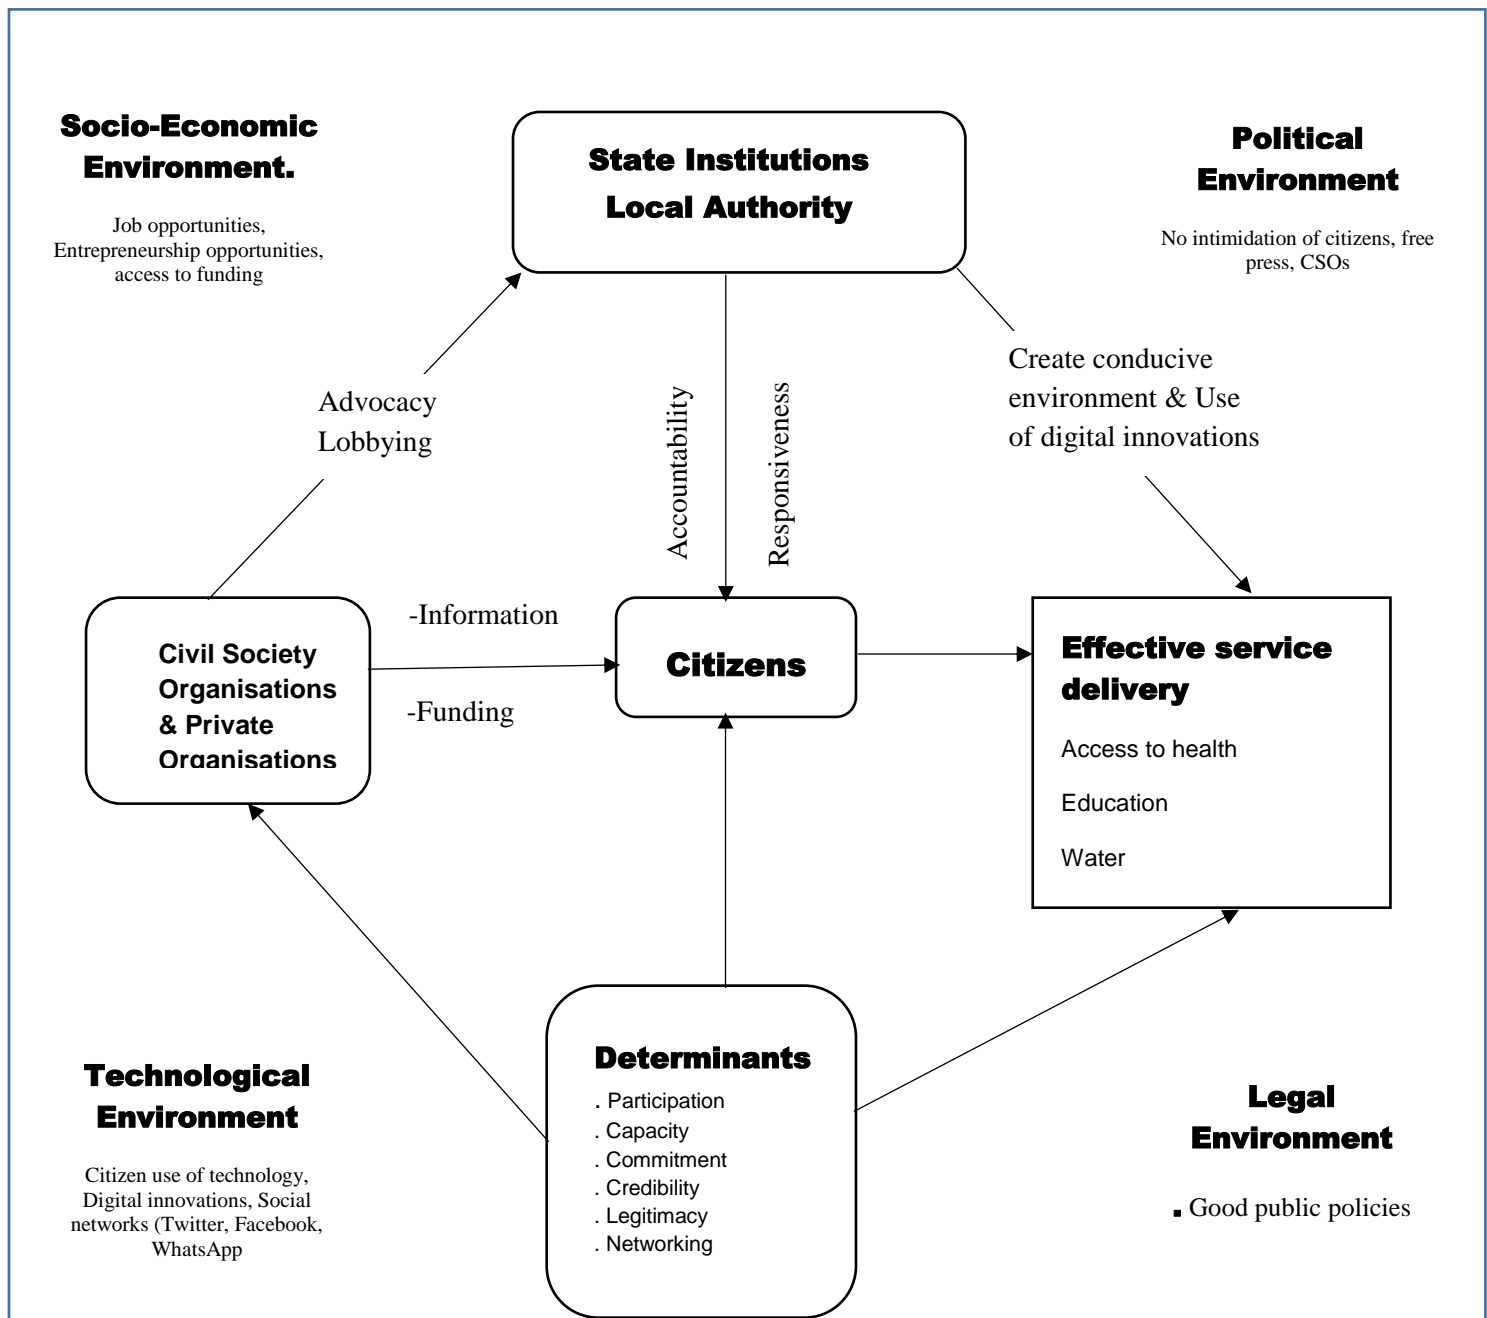 Socio-Economic
Environment.
Job opportunities,
Entrepreneurship opportunities,
access to funding
State Institutions
Local Authority
Political
Environment
No intimidation of citizens, free
press, CSOs
Advocacy
Lobbying
Accountability
Responsiveness
Create conducive
environment & Use
of digital innovations
Civil Society
Organisations
& Private
Organisations
-Information
-Funding
Citizens
Effective service
delivery
Access to health
Education
Water
Technological
Environment
Citizen use of technology,
Digital innovations, Social
networks (Twitter, Facebook,
WhatsApp
Determinants
. Participation
. Capacity
. Commitment
. Credibility
. Legitimacy
. Networking
Legal
Environment
▪ Good public policies